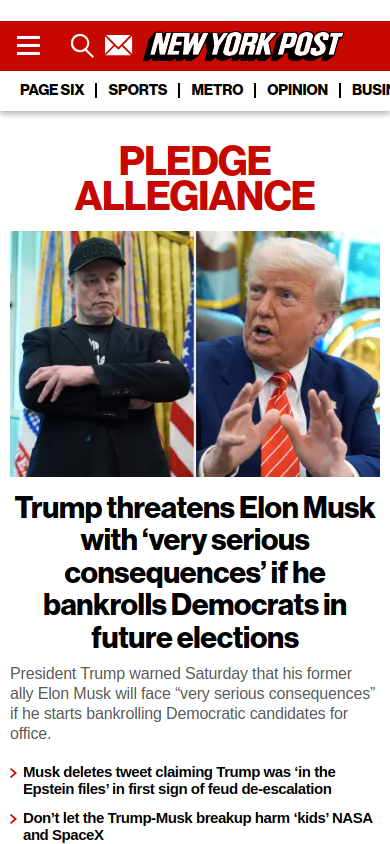 NEW YORK POST
PAGE SIX | SPORTS | METRO | OPINION | BUSIN
PLEDGE
ALLEGIANCE
Trump threatens Elon Musk
with ‘very serious
consequences’ if he
bankrolls Democrats in
future elections
President Trump warned Saturday that his former
ally Elon Musk will face “very serious consequences”
if he starts bankrolling Democratic candidates for
office.
Musk deletes tweet claiming Trump was ‘in the
Epstein files’ in first sign of feud de-escalation
Don’t let the Trump-Musk breakup harm ‘kids’ NASA
and SpaceX